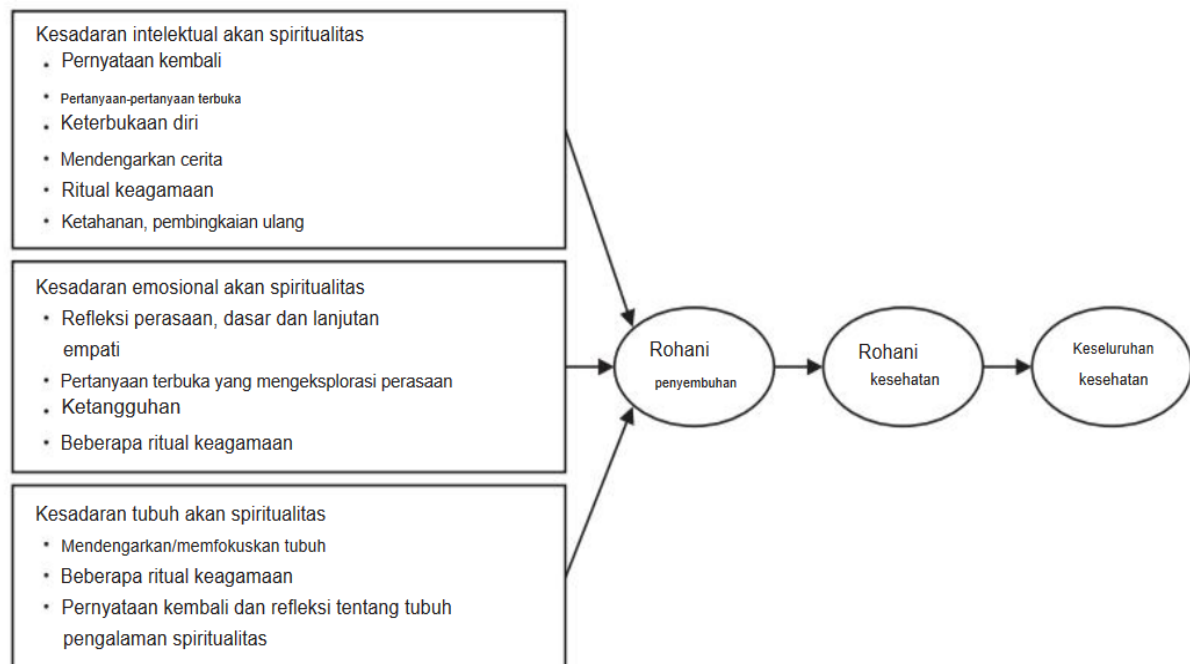 Kesadaran intelektual akan spiritualitas
• Pernyataan kembali
• Pertanyaan-pertanyaan terbuka
• Keterbukaan diri
• Mendengarkan cerita
• Ritual keagamaan
• Ketahanan, pembingkaian ulang
Kesadaran emosional akan spiritualitas
• Refleksi perasaan, dasar dan lanjutan
empati
• Pertanyaan terbuka yang mengeksplorasi perasaan
• Ketangguhan
• Beberapa ritual keagamaan
Kesadaran tubuh akan spiritualitas
• Mendengarkan/memfokuskan tubuh
• Beberapa ritual keagamaan
• Pernyataan kembali dan refleksi tentang tubuh
pengalaman spiritualitas
Rohani
penyembuhan
Rohani
kesehatan
Keseluruhan
kesehatan